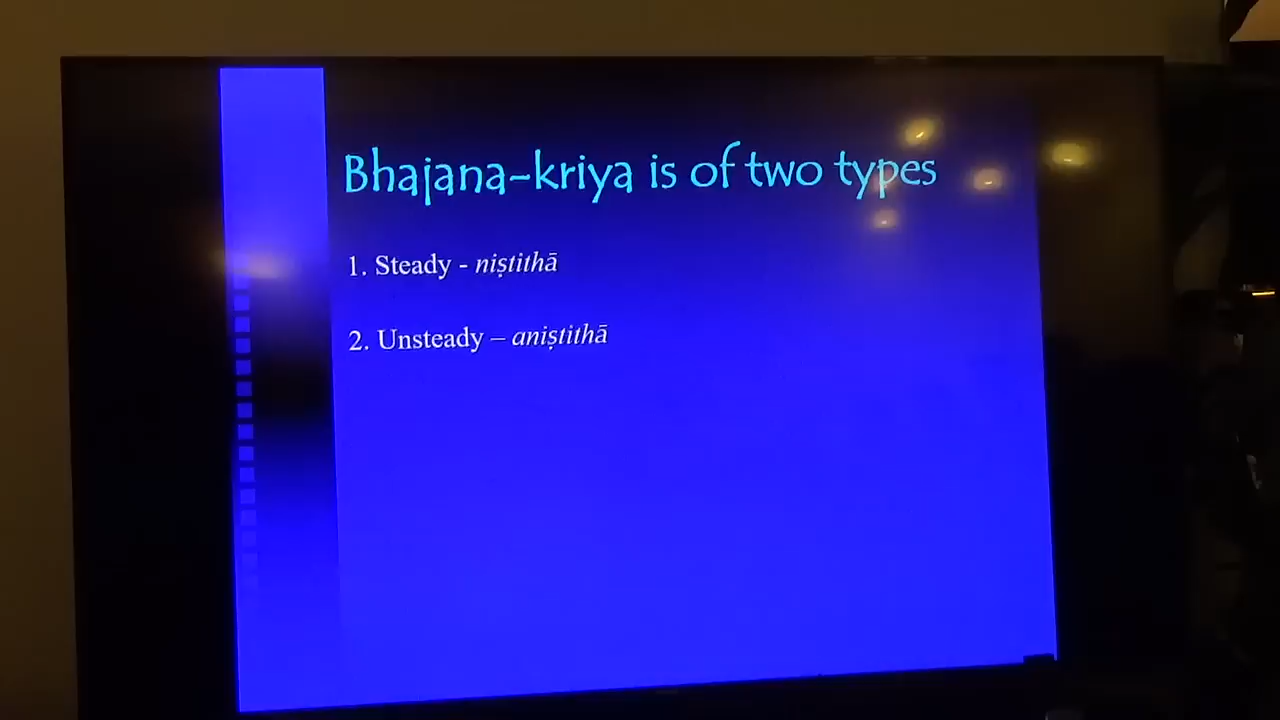 Bhajana-kriya is of two types
1. Steady - niṣtithā
2. Unsteady – aniṣtithā